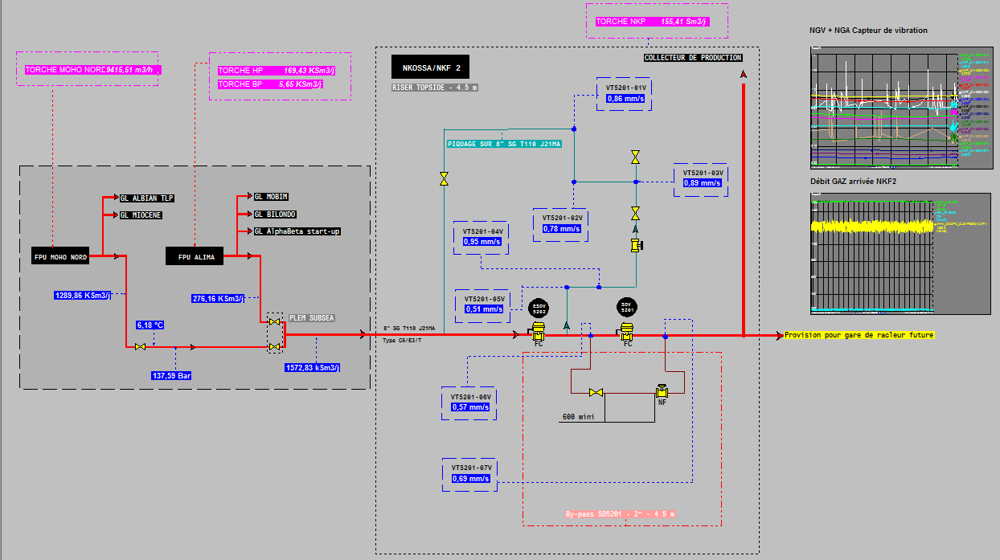 TORCHE NKP 155,41 Sm3/j
NGV + NGA Capteur de vibration
TORCHE MOHO NORD 9415,51 m3/h
TORCHE HP 169,43 KSm3/j
TORCHE BP 5,65 KSm3/j
NKOSSA/NKF 2
COLLECTEUR DE PRODUCTION
RISER TOPSIDE - 4.5 m
VT5201-01V
0,86 mm/s
PIQUAGE SUR 8" SG T110 J21MA
VT5201-03V
0,89 mm/s
Débit GAZ arrivée NKF2
GL ALBIAN TLP
GL MIOCENE
GL MOBIM
GL BILONDO
GL AlphaBeta start-up
VT5201-02V
0,78 mm/s
VT5201-04V
0,95 mm/s
FPU MOHO NORD
FPU ALIMA
1289,86 KSm3/j
276,16 KSm3/j
VT5201-05V
0,51 mm/s
ESDV
5202
SDV
5201
PLEM SUBSEA
6,18 °C
8" SG T110 J21MA
Type G5/E3/T
FC
FC
Provision pour gare de racleur future
137,59 Bar
1572,83 kSm3/j
VT5201-06V
0,57 mm/s
NF
600 mini
VT5201-07V
0,69 mm/s
By-pass SD5201 - 2" - 4.5 m